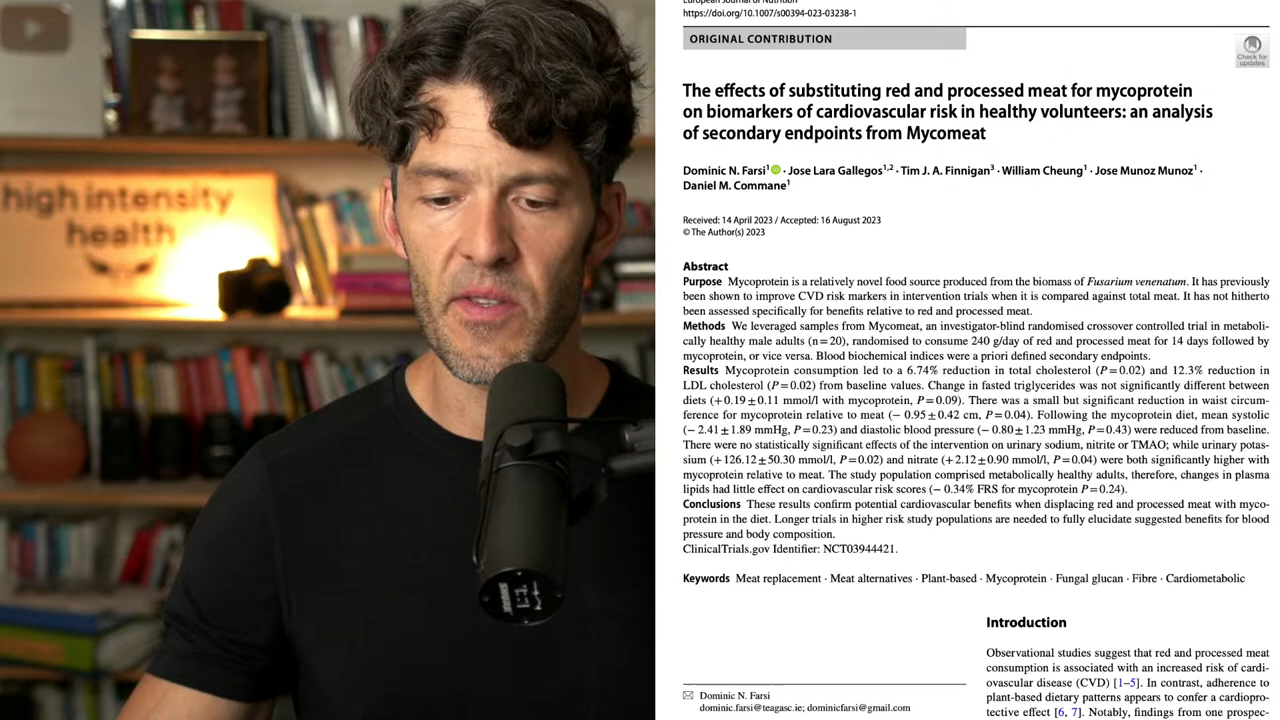 high intensity
health
European Journal of Nutrition
https://doi.org/10.1007/s00394-023-03238-1
ORIGINAL CONTRIBUTION
Check for
updates
The effects of substituting red and processed meat for mycoprotein
on biomarkers of cardiovascular risk in healthy volunteers: an analysis
of secondary endpoints from Mycomeat
Dominic N. Farsi1 · Jose Lara Gallegos1,2 · Tim J. A. Finnigan3 · William Cheung1 · Jose Munoz Munoz1 ·
Daniel M. Commane1
Received: 14 April 2023 / Accepted: 16 August 2023
© The Author(s) 2023
Abstract
Purpose Mycoprotein is a relatively novel food source produced from the biomass of Fusarium venenatum. It has previously
been shown to improve CVD risk markers in intervention trials when it is compared against total meat. It has not hitherto
been assessed specifically for benefits relative to red and processed meat.
Methods We leveraged samples from Mycomeat, an investigator-blind randomised crossover controlled trial in metaboli-
cally healthy male adults (n=20), randomised to consume 240 g/day of red and processed meat for 14 days followed by
mycoprotein, or vice versa. Blood biochemical indices were a priori defined secondary endpoints.
Results Mycoprotein consumption led to a 6.74% reduction in total cholesterol (P=0.02) and 12.3% reduction in
LDL cholesterol (P=0.02) from baseline values. Change in fasted triglycerides was not significantly different between
diets (+0.19±0.11 mmol/l with mycoprotein, P=0.09). There was a small but significant reduction in waist circum-
ference for mycoprotein relative to meat (− 0.95±0.42 cm, P=0.04). Following the mycoprotein diet, mean systolic
(− 2.41±1.89 mmHg, P=0.23) and diastolic blood pressure (− 0.80±1.23 mmHg, P=0.43) were reduced from baseline.
There were no statistically significant effects of the intervention on urinary sodium, nitrite or TMAO; while urinary potas-
sium (+126.12±50.30 mmol/l, P=0.02) and nitrate (+2.12±0.90 mmol/l, P=0.04) were both significantly higher with
mycoprotein relative to meat. The study population comprised metabolically healthy adults, therefore, changes in plasma
lipids had little effect on cardiovascular risk scores (− 0.34% FRS for mycoprotein P=0.24).
Conclusions These results confirm potential cardiovascular benefits when displacing red and processed meat with myco-
protein in the diet. Longer trials in higher risk study populations are needed to fully elucidate suggested benefits for blood
pressure and body composition.
ClinicalTrials.gov Identifier: NCT03944421.
Keywords Meat replacement · Meat alternatives · Plant-based · Mycoprotein · Fungal glucan · Fibre · Cardiometabolic
Introduction
Observational studies suggest that red and processed meat
consumption is associated with an increased risk of cardi-
ovascular disease (CVD) [1–5]. In contrast, adherence to
plant-based dietary patterns appears to confer a cardiopro-
tective effect [6, 7]. Notably, findings from one prospec-
Dominic N. Farsi
dominic.farsi@teagasc.ie; dominicfarsi@gmail.com